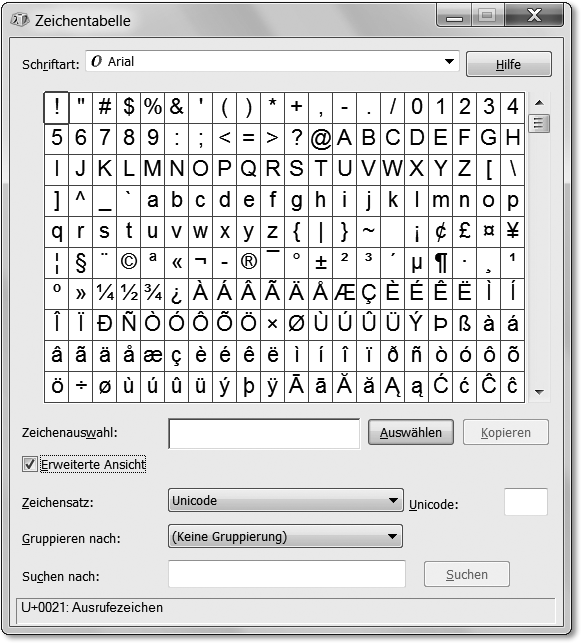 Zeichentabelle
Schriftart: O Arial Hilfe
! " # $ % & ' ( ) * + , - . / 0 1 2 3 4
5 6 7 8 9 : ; < = > ? @ A B C D E F G H
I J K L M N O P Q R S T U V W X Y Z [ \
] ^ _ ` a b c d e f g h i j k l m n o p
q r s t u v w x y z { | } ~   ¡ ¢ £ ¤ ¥
¦ § ¨ © ª « ¬ - ® ¯ ° ± ² ³ ´ µ ¶ · ¸ ¹
º » ¼ ½ ¾ ¿ À Á Â Ã Ä Å Æ Ç È É Ê Ë Ì Í
Î Ï Ð Ñ Ò Ó Ô Õ Ö × Ø Ù Ú Û Ü Ý Þ ß à á
â ã ä å æ ç è é ê ë ì í î ï ð ñ ò ó ô õ
ö ÷ ø ù ú û ü ý þ ÿ Ā ā Ă ă Ą ą Ć ć Ĉ ĉ
Zeichenauswahl: Auswählen Kopieren
Erweiterte Ansicht
Zeichensatz: Unicode Unicode:
Gruppieren nach: (Keine Gruppierung)
Suchen nach: Suchen
U+0021: Ausrufezeichen